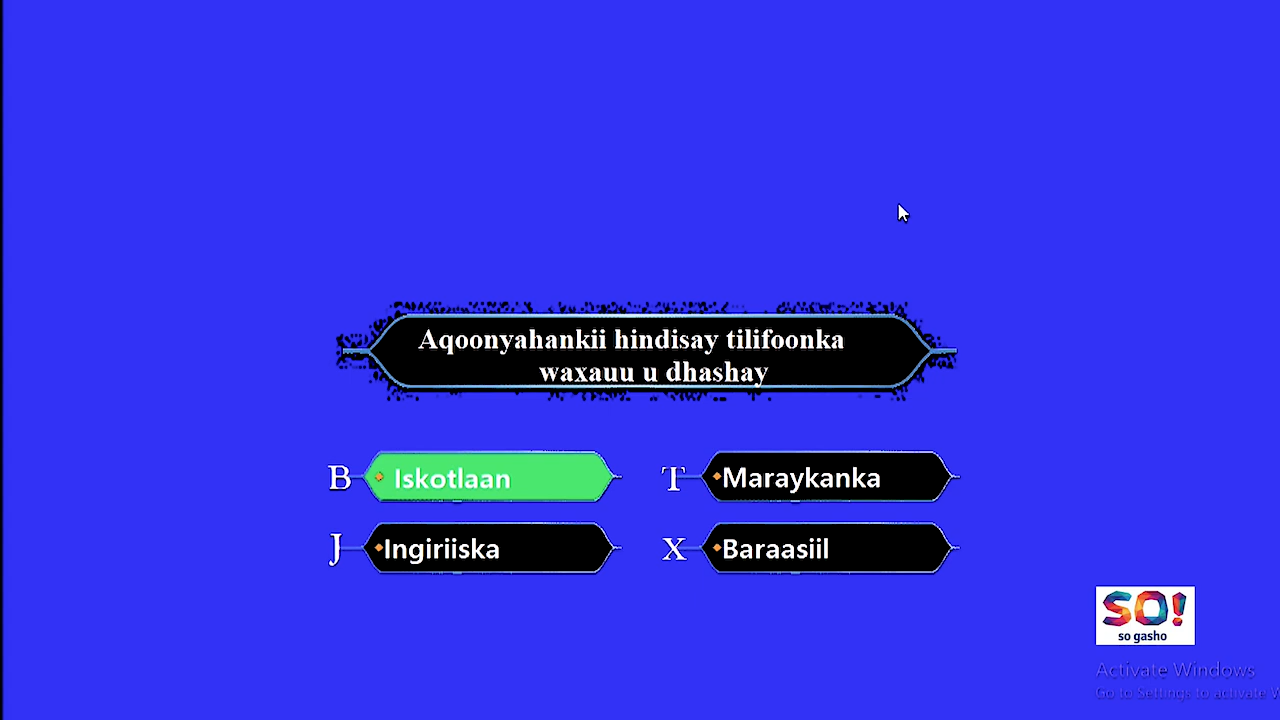 Aqoonyahankii hindisay tilifoonka
waxauu u dhashay
B Iskotlaan
T Maraykanka
J Ingiriiska
X Baraasiil
SO!
so gasho
Activate Windows
Go to Settings to activate W